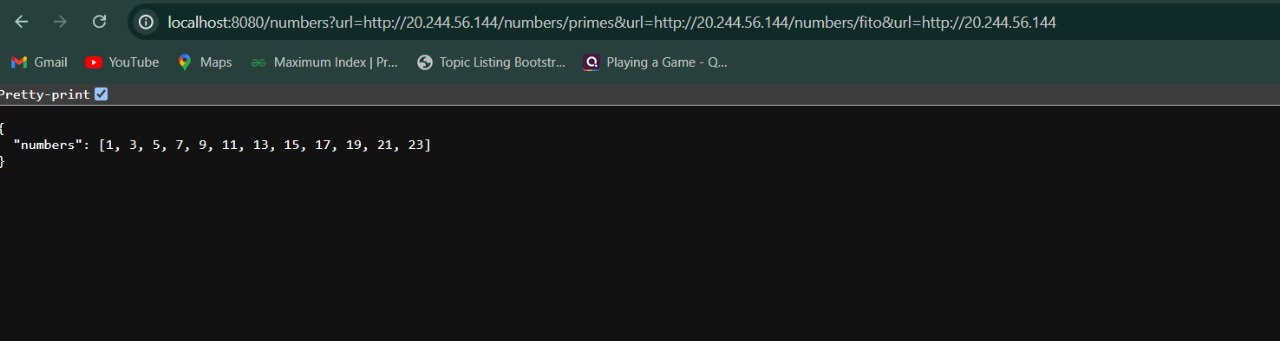 localhost:8080/numbers?url=http://20.244.56.144/numbers/primes&url=http://20.244.56.144/numbers/fito&url=http://20.244.56.144
Gmail YouTube Maps Maximum Index | Pr... Topic Listing Bootstr... Playing a Game - Q...
Pretty-print
{
"numbers": [1, 3, 5, 7, 9, 11, 13, 15, 17, 19, 21, 23]
}